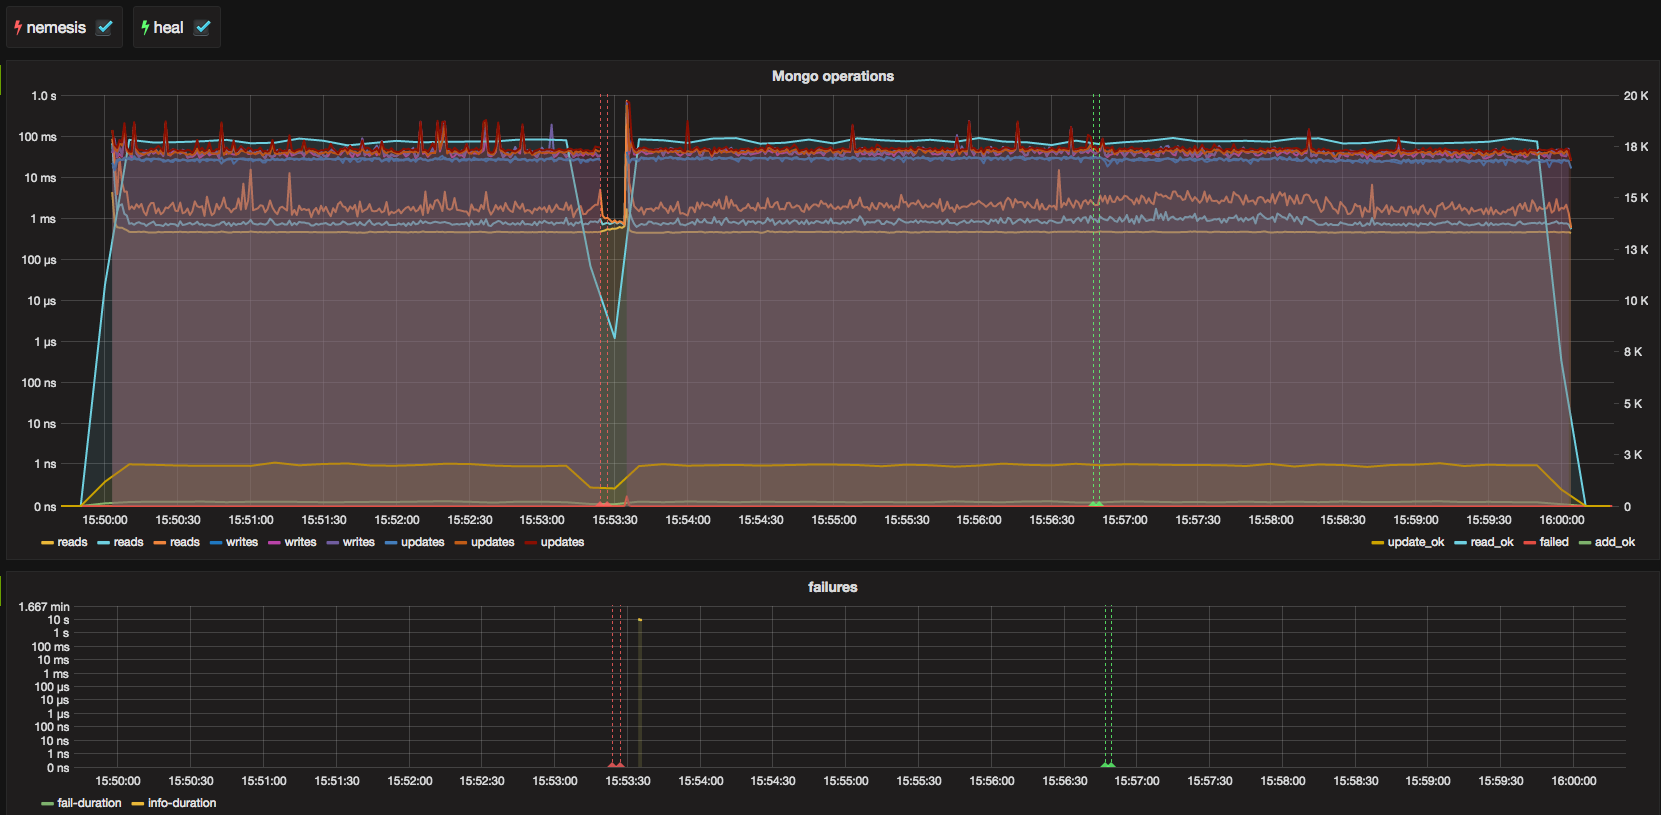 nemesis heal
Mongo operations
1.0 s 20 K
100 ms 18 K
10 ms 15 K
1 ms 13 K
100 µs 10 K
10 µs 8 K
1 µs 5 K
100 ns 3 K
10 ns 0
1 ns
0 ns
15:50:00 15:50:30 15:51:00 15:51:30 15:52:00 15:52:30 15:53:00 15:53:30 15:54:00 15:54:30 15:55:00 15:55:30 15:56:00 15:56:30 15:57:00 15:57:30 15:58:00 15:58:30 15:59:00 15:59:30 16:00:00
reads reads reads writes writes writes updates updates updates update_ok read_ok failed add_ok
failures
1.667 min
10 s
1 s
100 ms
10 ms
1 ms
100 µs
10 µs
1 µs
100 ns
10 ns
1 ns
0 ns
15:50:00 15:50:30 15:51:00 15:51:30 15:52:00 15:52:30 15:53:00 15:53:30 15:54:00 15:54:30 15:55:00 15:55:30 15:56:00 15:56:30 15:57:00 15:57:30 15:58:00 15:58:30 15:59:00 15:59:30 16:00:00
fail-duration info-duration